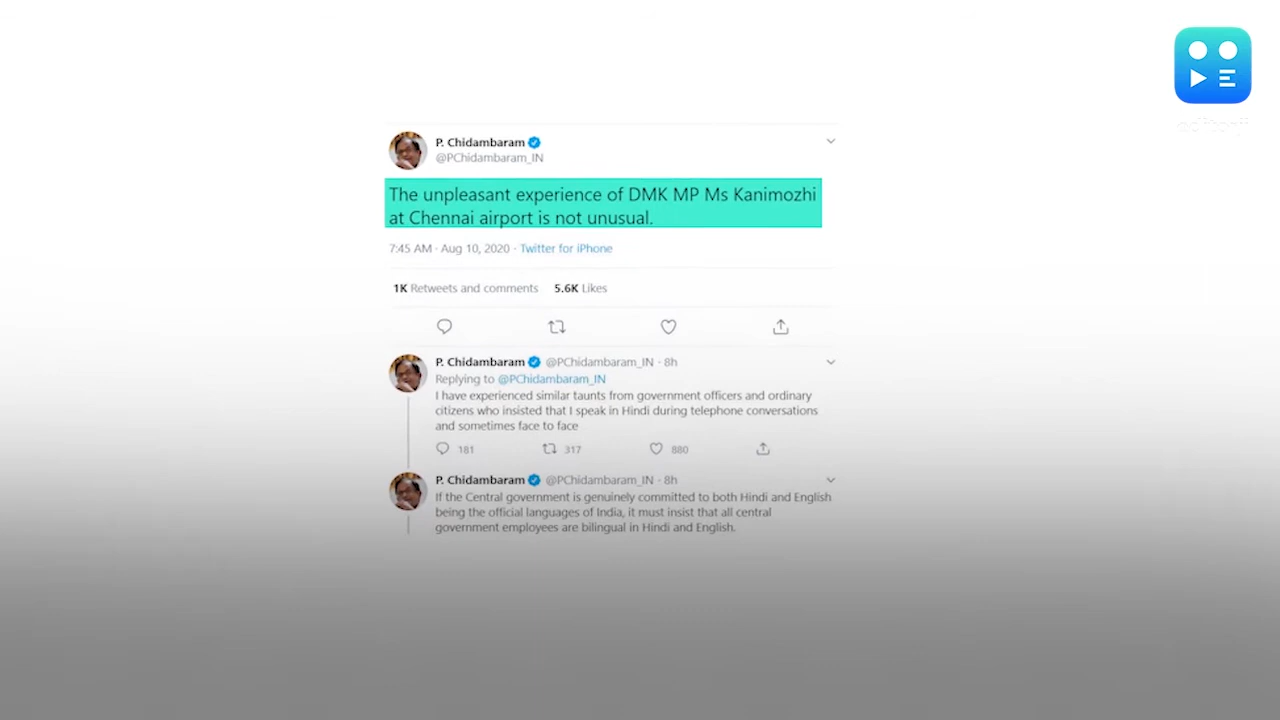 P. Chidambaram
@PChidambaram_IN
The unpleasant experience of DMK MP Ms Kanimozhi
at Chennai airport is not unusual.
7:45 AM · Aug 10, 2020 · Twitter for iPhone
1K Retweets and comments 5.6K Likes
P. Chidambaram @PChidambaram_IN · 8h
Replying to @PChidambaram_IN
I have experienced similar taunts from government officers and ordinary
citizens who insisted that I speak in Hindi during telephone conversations
and sometimes face to face
181 317 880
P. Chidambaram @PChidambaram_IN · 8h
If the Central government is genuinely committed to both Hindi and English
being the official languages of India, it must insist that all central
government employees are bilingual in Hindi and English.